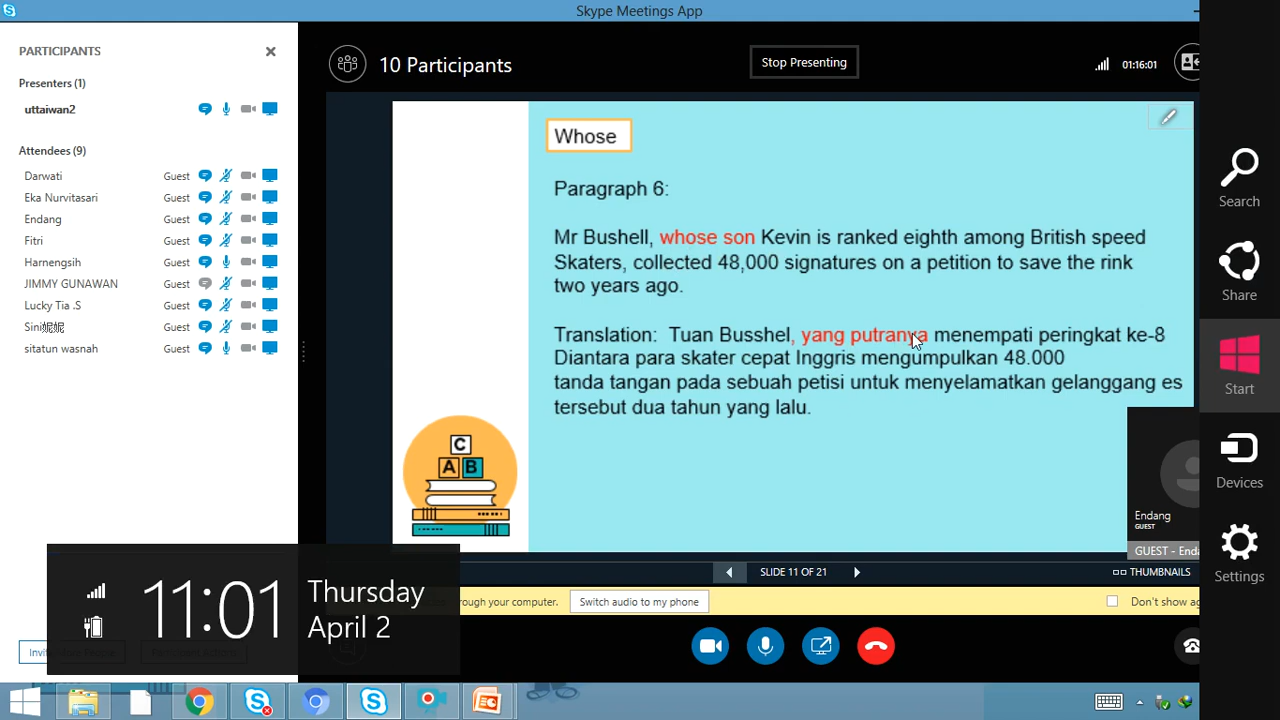 Skype Meetings App
PARTICIPANTS
Presenters (1)
uttaiwan2
Attendees (9)
Darwati Guest
Eka Nurvitasari Guest
Endang Guest
Fitri Guest
Harnengsih Guest
JIMMY GUNAWAN Guest
Lucky Tia .S Guest
Sini妮妮 Guest
sitatun wasnah Guest
10 Participants
Stop Presenting
01:16:01
Whose
Paragraph 6:
Mr Bushell, whose son Kevin is ranked eighth among British speed
Skaters, collected 48,000 signatures on a petition to save the rink
two years ago.
Translation: Tuan Busshel, yang putranya menempati peringkat ke-8
Diantara para skater cepat Inggris mengumpulkan 48.000
tanda tangan pada sebuah petisi untuk menyelamatkan gelanggang es
tersebut dua tahun yang lalu.
C
A B
Endang
GUEST
GUEST - Enda
SLIDE 11 OF 21
THUMBNAILS
through your computer.
Switch audio to my phone
Don't show ag
11:01
Thursday
April 2
Search
Share
Start
Devices
Settings